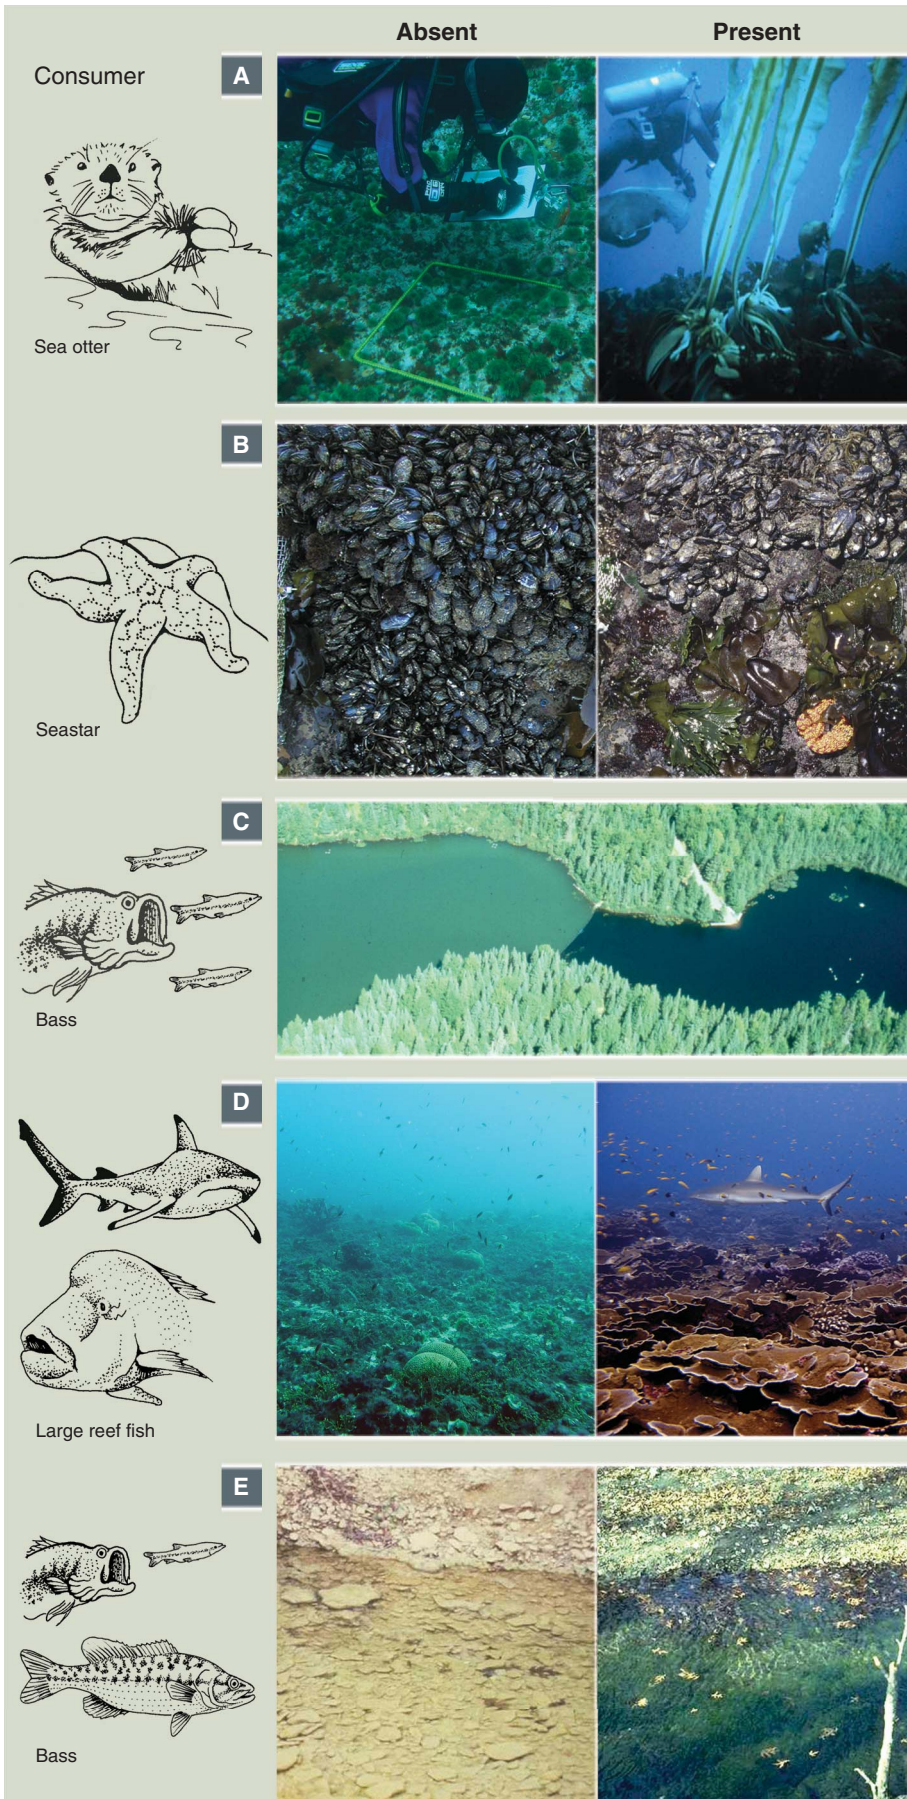 Absent
Present
Consumer
A
Sea otter
B
Seastar
C
Bass
D
Large reef fish
E
Bass